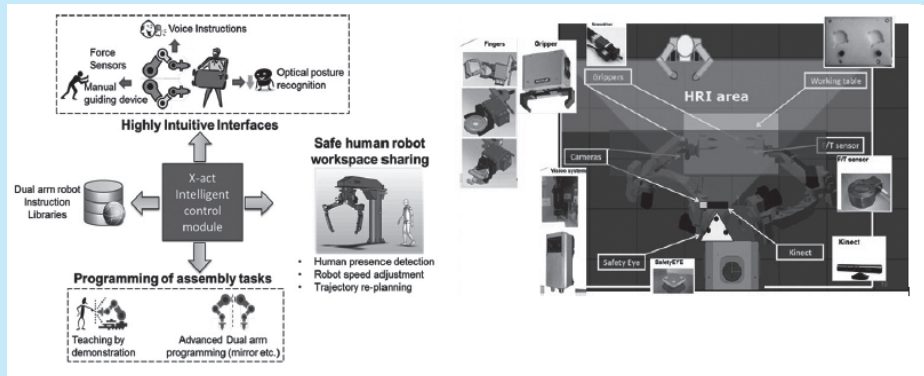 Voice Instructions
Force
Sensors
Manual
guiding device
Optical posture
recognition
Highly Intuitive Interfaces
Dual arm robot
Instruction
Libraries
X-act
Intelligent
control
module
Safe human robot
workspace sharing
• Human presence detection
• Robot speed adjustment
• Trajectory re-planning
Programming of assembly tasks
Teaching by
demonstration
Advanced Dual arm
programming (mirror etc.)
Fingers
Gripper
Grippers
HRI area
Working table
Cameras
F/T sensor
F/T sensor
Vision system
Safety Eye
SafetyEYE
Kinect
Kinect